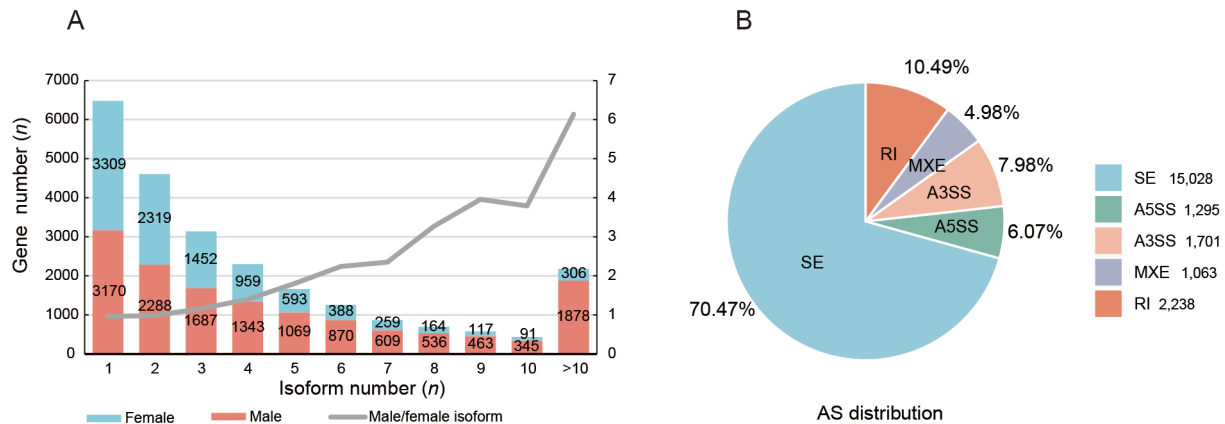 A
Gene number (n)
7000
6000
5000
4000
3000
2000
1000
0
7
6
5
4
3
2
1
0
3309
2319
1452
959
593
388
259
164
117
91
306
3170
2288
1687
1343
1069
870
609
536
463
345
1878
1 2 3 4 5 6 7 8 9 10 >10
Isoform number (n)
Female Male Male/female isoform
B
10.49%
4.98%
7.98%
6.07%
70.47%
RI
MXE
A3SS
A5SS
SE
SE 15,028
A5SS 1,295
A3SS 1,701
MXE 1,063
RI 2,238
AS distribution